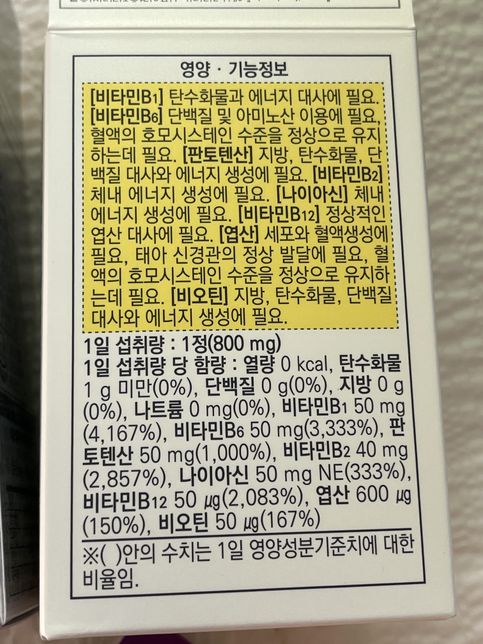 영양 · 기능정보
[비타민B1] 탄수화물과 에너지 대사에 필요.
[비타민B6] 단백질 및 아미노산 이용에 필요,
혈액의 호모시스테인 수준을 정상으로 유지
하는데 필요. [판토텐산] 지방, 탄수화물, 단
백질 대사와 에너지 생성에 필요. [비타민B2]
체내 에너지 생성에 필요. [나이아신] 체내
에너지 생성에 필요. [비타민B12] 정상적인
엽산 대사에 필요. [엽산] 세포와 혈액생성에
필요, 태아 신경관의 정상 발달에 필요, 혈
액의 호모시스테인 수준을 정상으로 유지하
는데 필요. [비오틴] 지방, 탄수화물, 단백질
대사와 에너지 생성에 필요.
1일 섭취량 : 1정(800 mg)
1일 섭취량 당 함량 : 열량 0 kcal, 탄수화물
1 g 미만(0%), 단백질 0 g(0%), 지방 0 g
(0%), 나트륨 0 mg(0%), 비타민B1 50 mg
(4,167%), 비타민B6 50 mg(3,333%), 판
토텐산 50 mg(1,000%), 비타민B2 40 mg
(2,857%), 나이아신 50 mg NE(333%),
비타민B12 50 μg(2,083%), 엽산 600 μg
(150%), 비오틴 50 μg(167%)
※( )안의 수치는 1일 영양성분기준치에 대한
비율임.